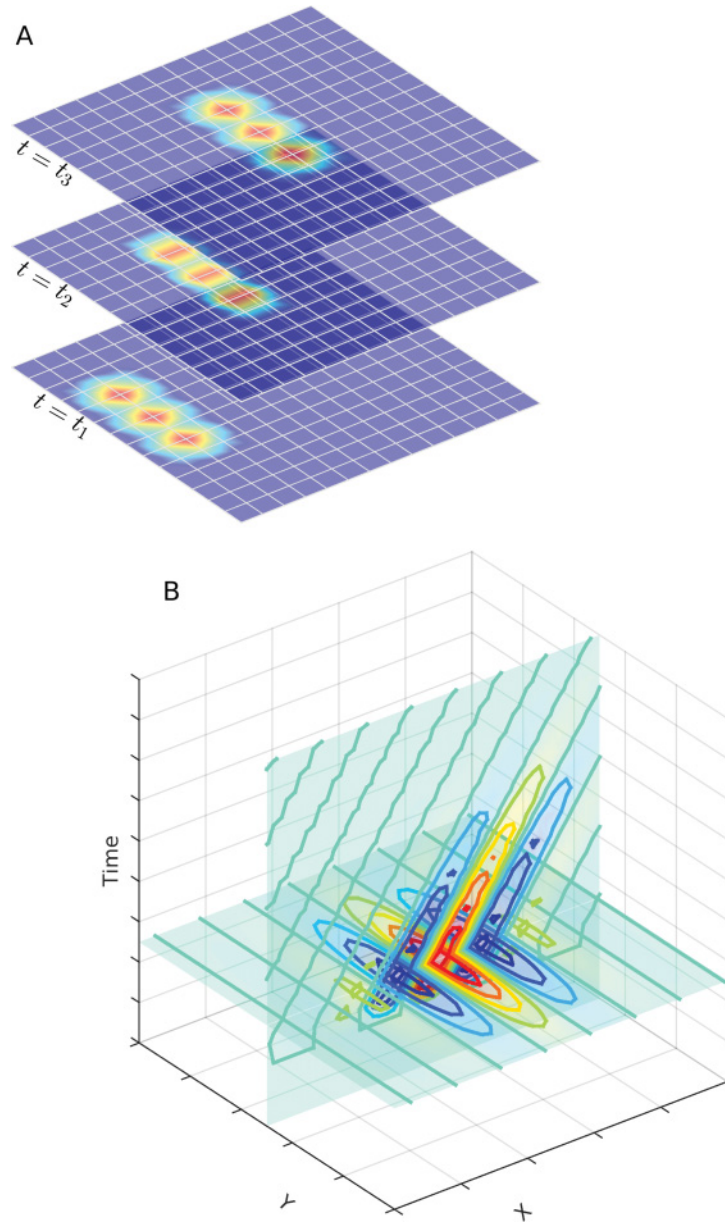 A
t = t₃
t = t₂
t = t₁
B
Time
Y
X